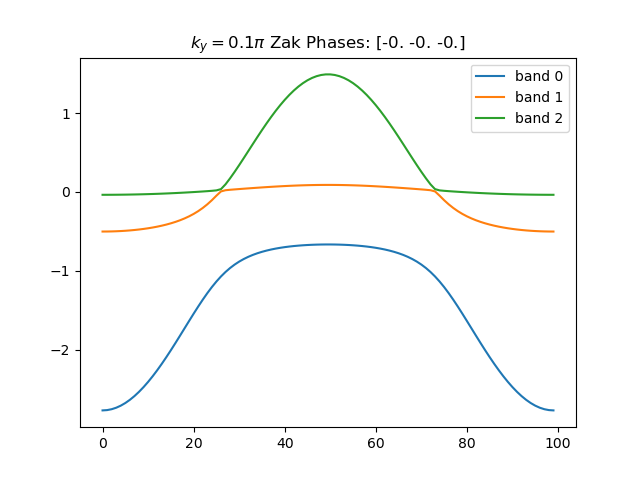 $k_y = 0.1\pi$ Zak Phases: [-0. -0. -0.]
band 0
band 1
band 2
1
0
−1
−2
0
20
40
60
80
100